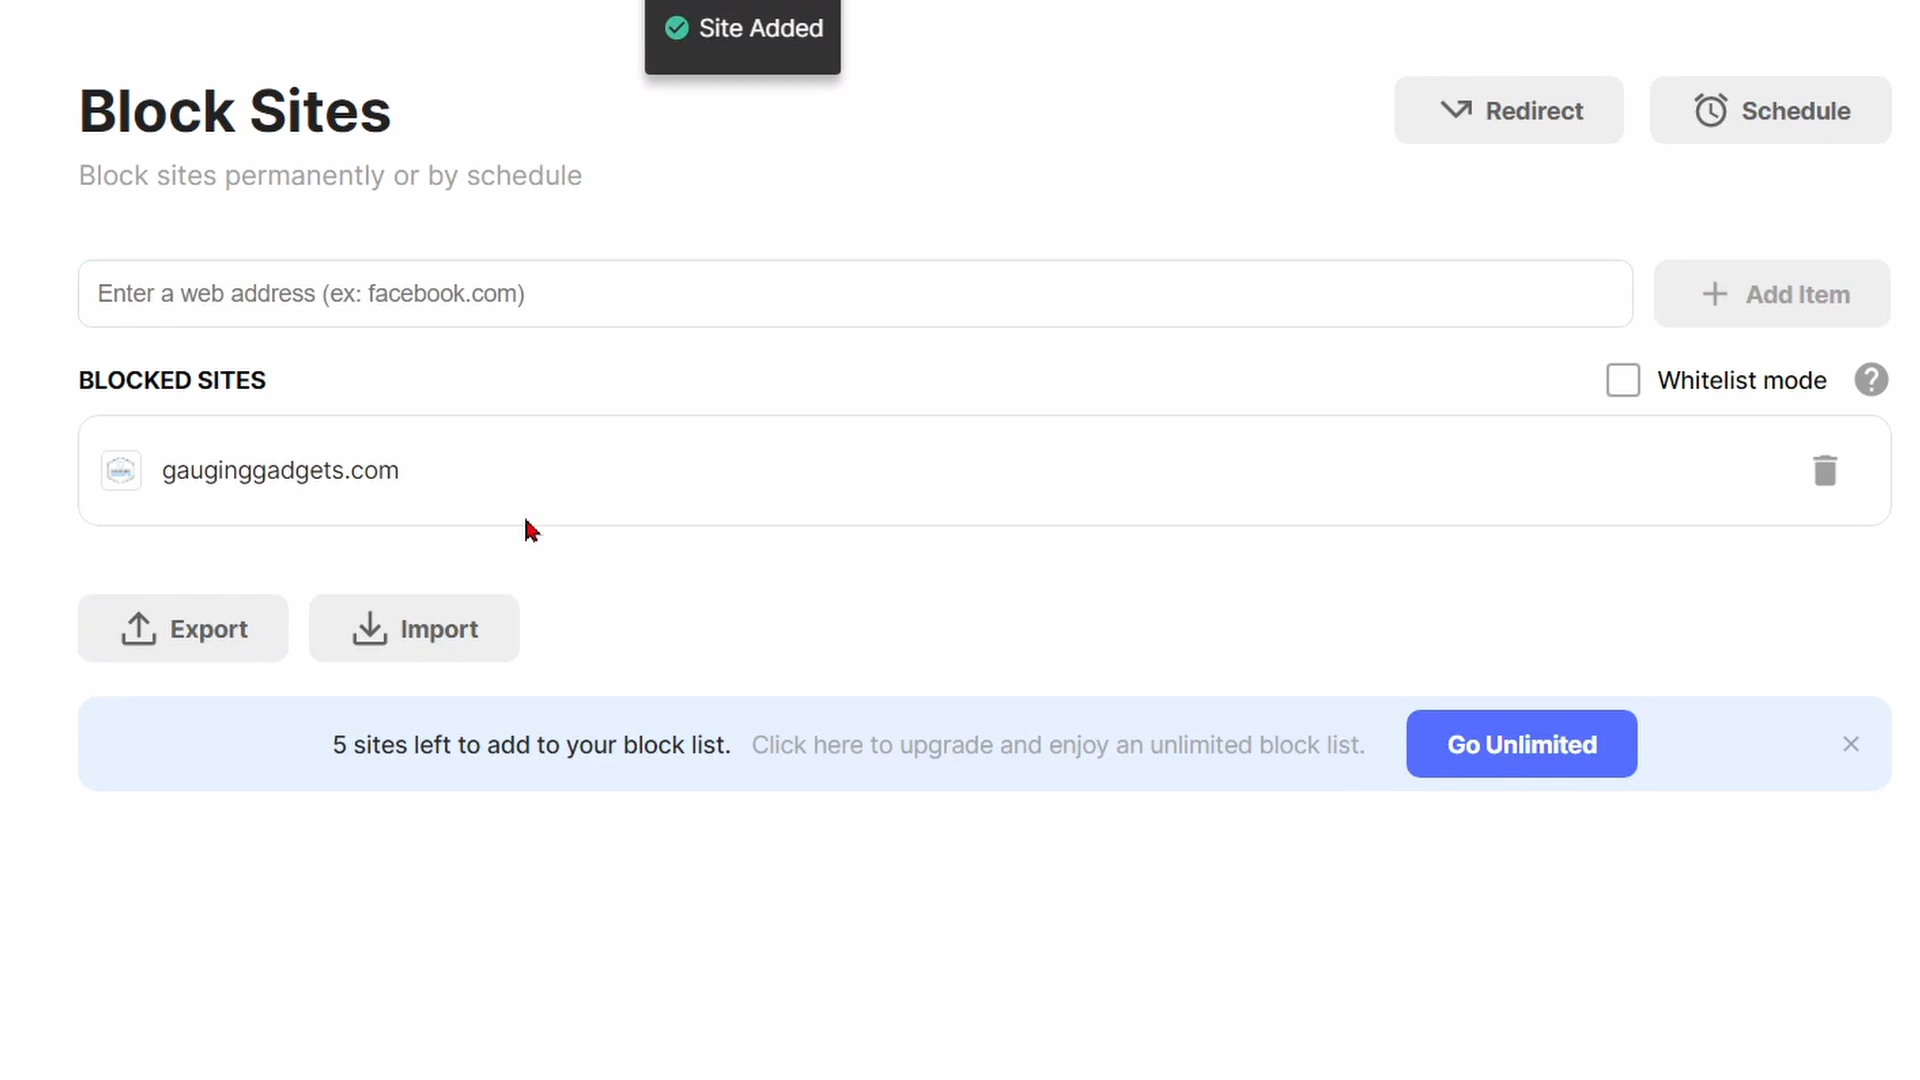 Site Added
Block Sites
Redirect
Schedule
Block sites permanently or by schedule
Enter a web address (ex: facebook.com)
Add Item
BLOCKED SITES
Whitelist mode
gauginggadgets.com
Export
Import
5 sites left to add to your block list. Click here to upgrade and enjoy an unlimited block list.
Go Unlimited